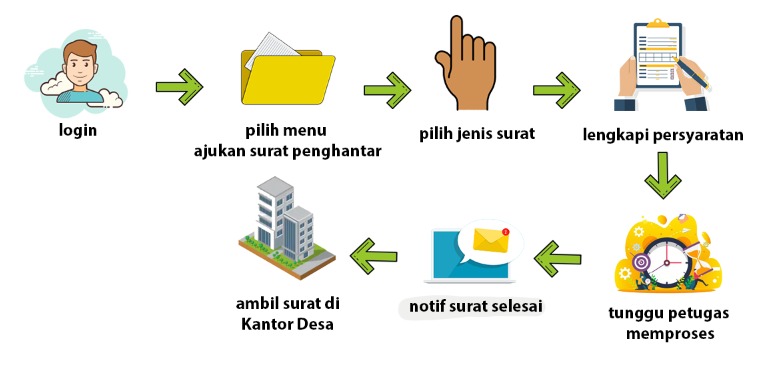 login
pilih menu
ajukan surat penghantar
pilih jenis surat
lengkapi persyaratan
tunggu petugas
memproses
notif surat selesai
ambil surat di
Kantor Desa